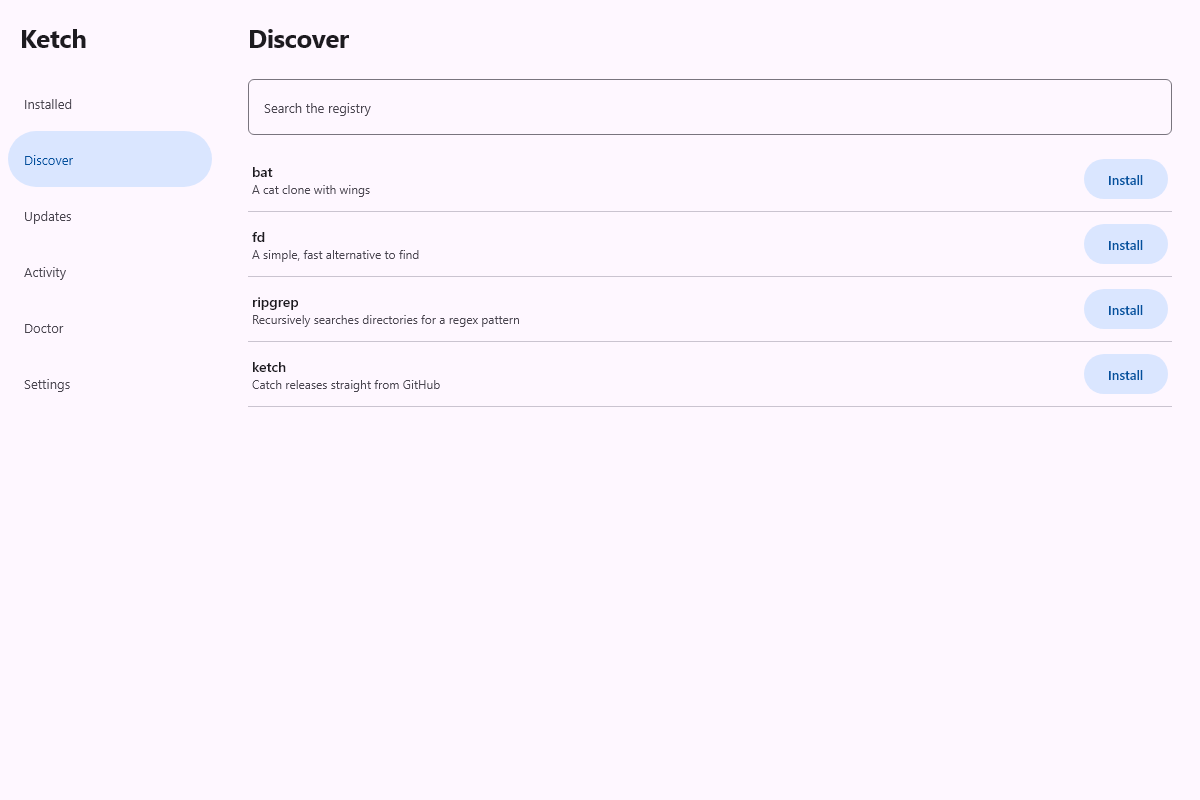 Ketch
Installed
Discover
Updates
Activity
Doctor
Settings
Discover
Search the registry
bat
A cat clone with wings
Install
fd
A simple, fast alternative to find
Install
ripgrep
Recursively searches directories for a regex pattern
Install
ketch
Catch releases straight from GitHub
Install